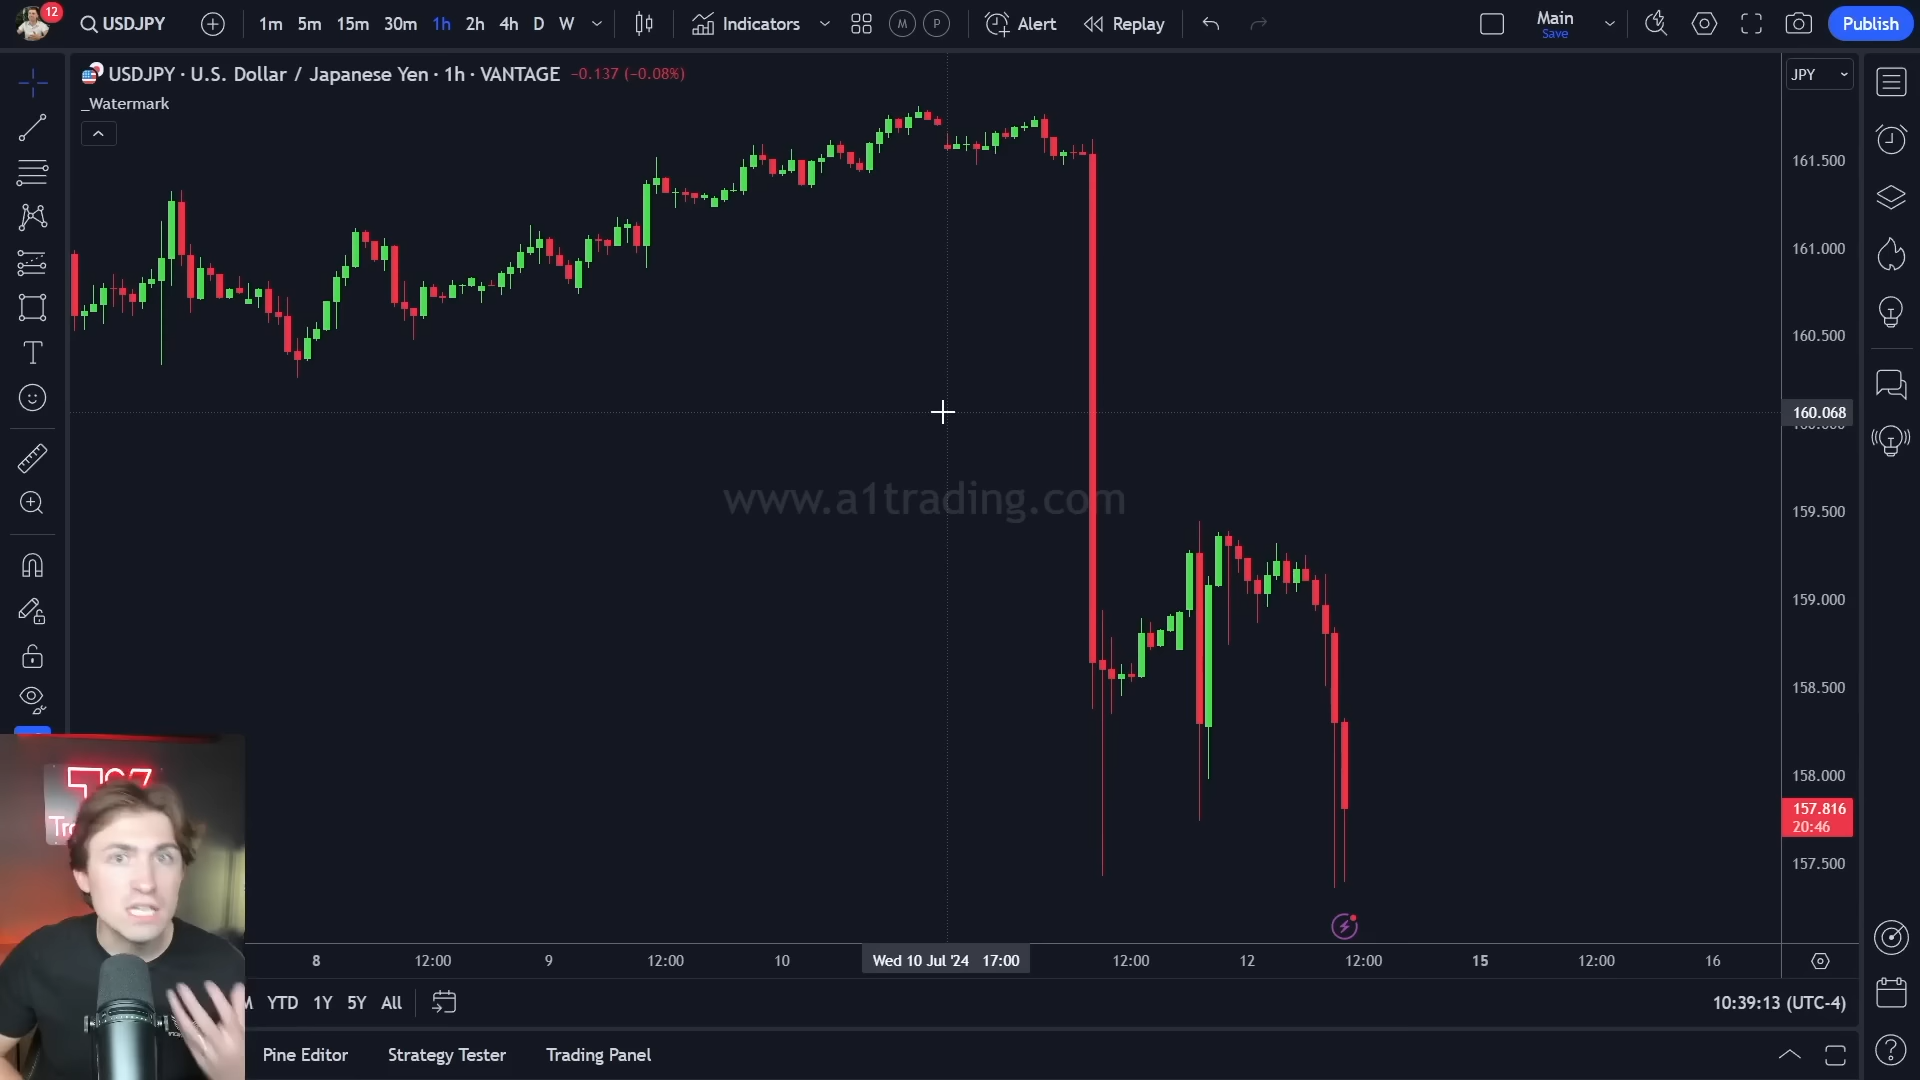 12
USDJPY
1m 5m 15m 30m 1h 2h 4h D W
Indicators
M P
Alert
Replay
Main
Save
Publish
USDJPY · U.S. Dollar / Japanese Yen · 1h · VANTAGE −0.137 (−0.08%)
JPY
_Watermark
161.500
161.000
160.500
160.068
www.a1trading.com
159.500
159.000
158.500
158.000
157.816
20:46
157.500
8 12:00 9 12:00 10 Wed 10 Jul '24 17:00 12:00 12 12:00 15 12:00 16
YTD 1Y 5Y All
10:39:13 (UTC-4)
Pine Editor Strategy Tester Trading Panel